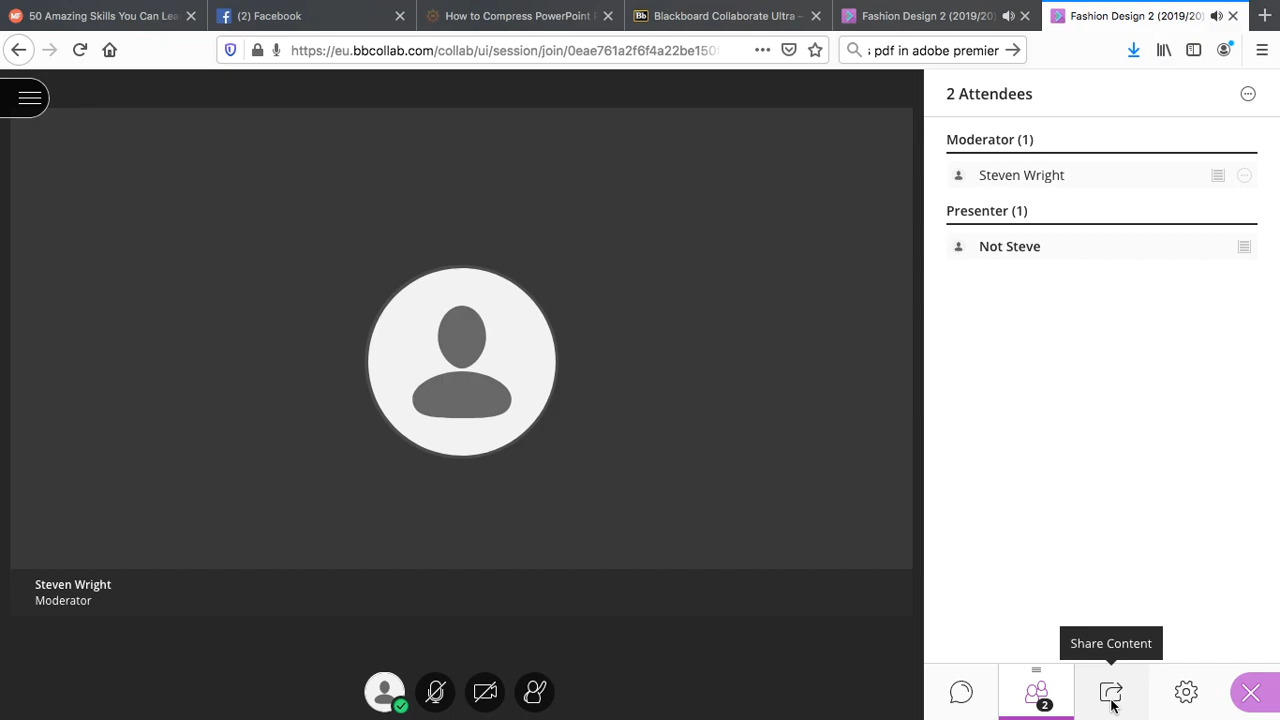 50 Amazing Skills You Can Lea
(2) Facebook
How to Compress PowerPoint F
Bb Blackboard Collaborate Ultra –
Fashion Design 2 (2019/20)
Fashion Design 2 (2019/20)
https://eu.bbcollab.com/collab/ui/session/join/0eae761a2f6f4a22be150
pdf in adobe premier
2 Attendees
Moderator (1)
Steven Wright
Presenter (1)
Not Steve
Steven Wright
Moderator
Share Content
2